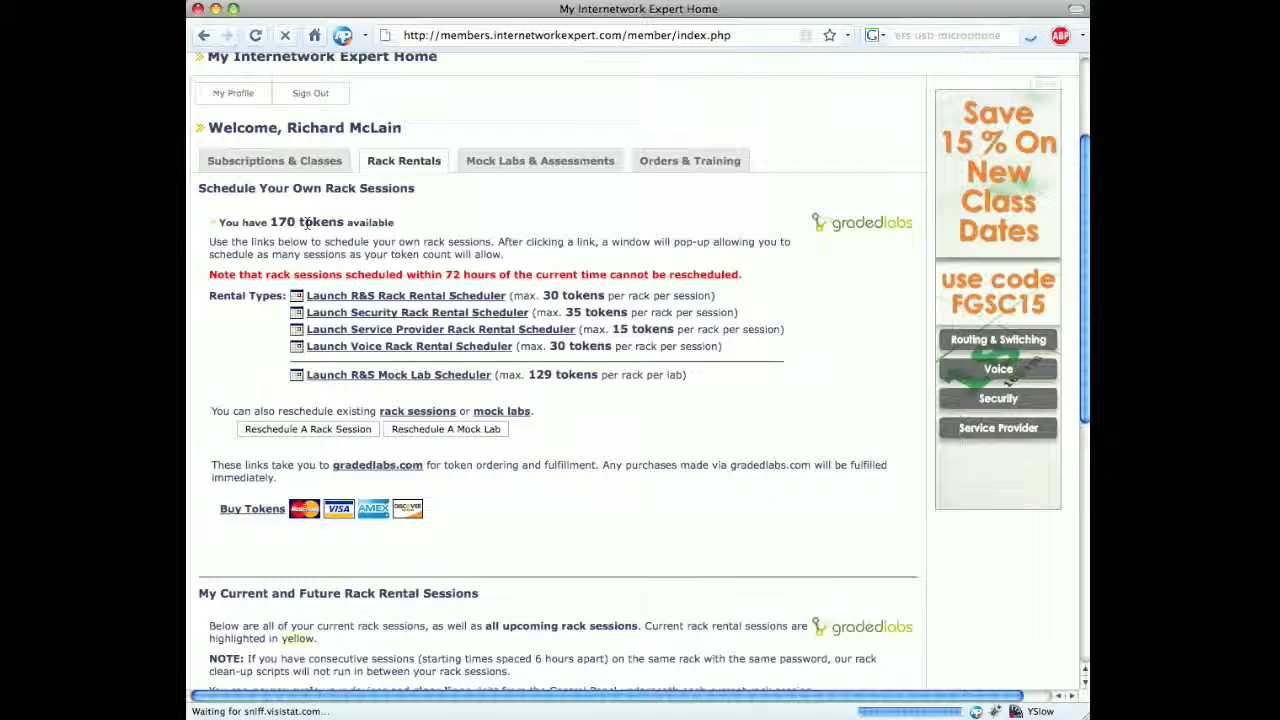 My Internetwork Expert Home
http://members.internetworkexpert.com/member/index.php
ers usb microphone
ABP
My Internetwork Expert Home
My Profile
Sign Out
Welcome, Richard McLain
Subscriptions & Classes
Rack Rentals
Mock Labs & Assessments
Orders & Training
Schedule Your Own Rack Sessions
You have 170 tokens available
gradedlabs
Use the links below to schedule your own rack sessions. After clicking a link, a window will pop-up allowing you to
schedule as many sessions as your token count will allow.
Note that rack sessions scheduled within 72 hours of the current time cannot be rescheduled.
Rental Types: Launch R&S Rack Rental Scheduler (max. 30 tokens per rack per session)
Launch Security Rack Rental Scheduler (max. 35 tokens per rack per session)
Launch Service Provider Rack Rental Scheduler (max. 15 tokens per rack per session)
Launch Voice Rack Rental Scheduler (max. 30 tokens per rack per session)
Launch R&S Mock Lab Scheduler (max. 129 tokens per rack per lab)
You can also reschedule existing rack sessions or mock labs.
Reschedule A Rack Session
Reschedule A Mock Lab
These links take you to gradedlabs.com for token ordering and fulfillment. Any purchases made via gradedlabs.com will be fulfilled
immediately.
Buy Tokens MasterCard VISA AMEX DISCOVER
Save
15 % On
New
Class
Dates
use code
FGSC15
Routing & Switching
Voice
Security
Service Provider
My Current and Future Rack Rental Sessions
Below are all of your current rack sessions, as well as all upcoming rack sessions. Current rack rental sessions are
highlighted in yellow.
gradedlabs
NOTE: If you have consecutive sessions (starting times spaced 6 hours apart) on the same rack with the same password, our rack
clean-up scripts will not run in between your rack sessions.
Waiting for sniff.visistat.com...
YSlow